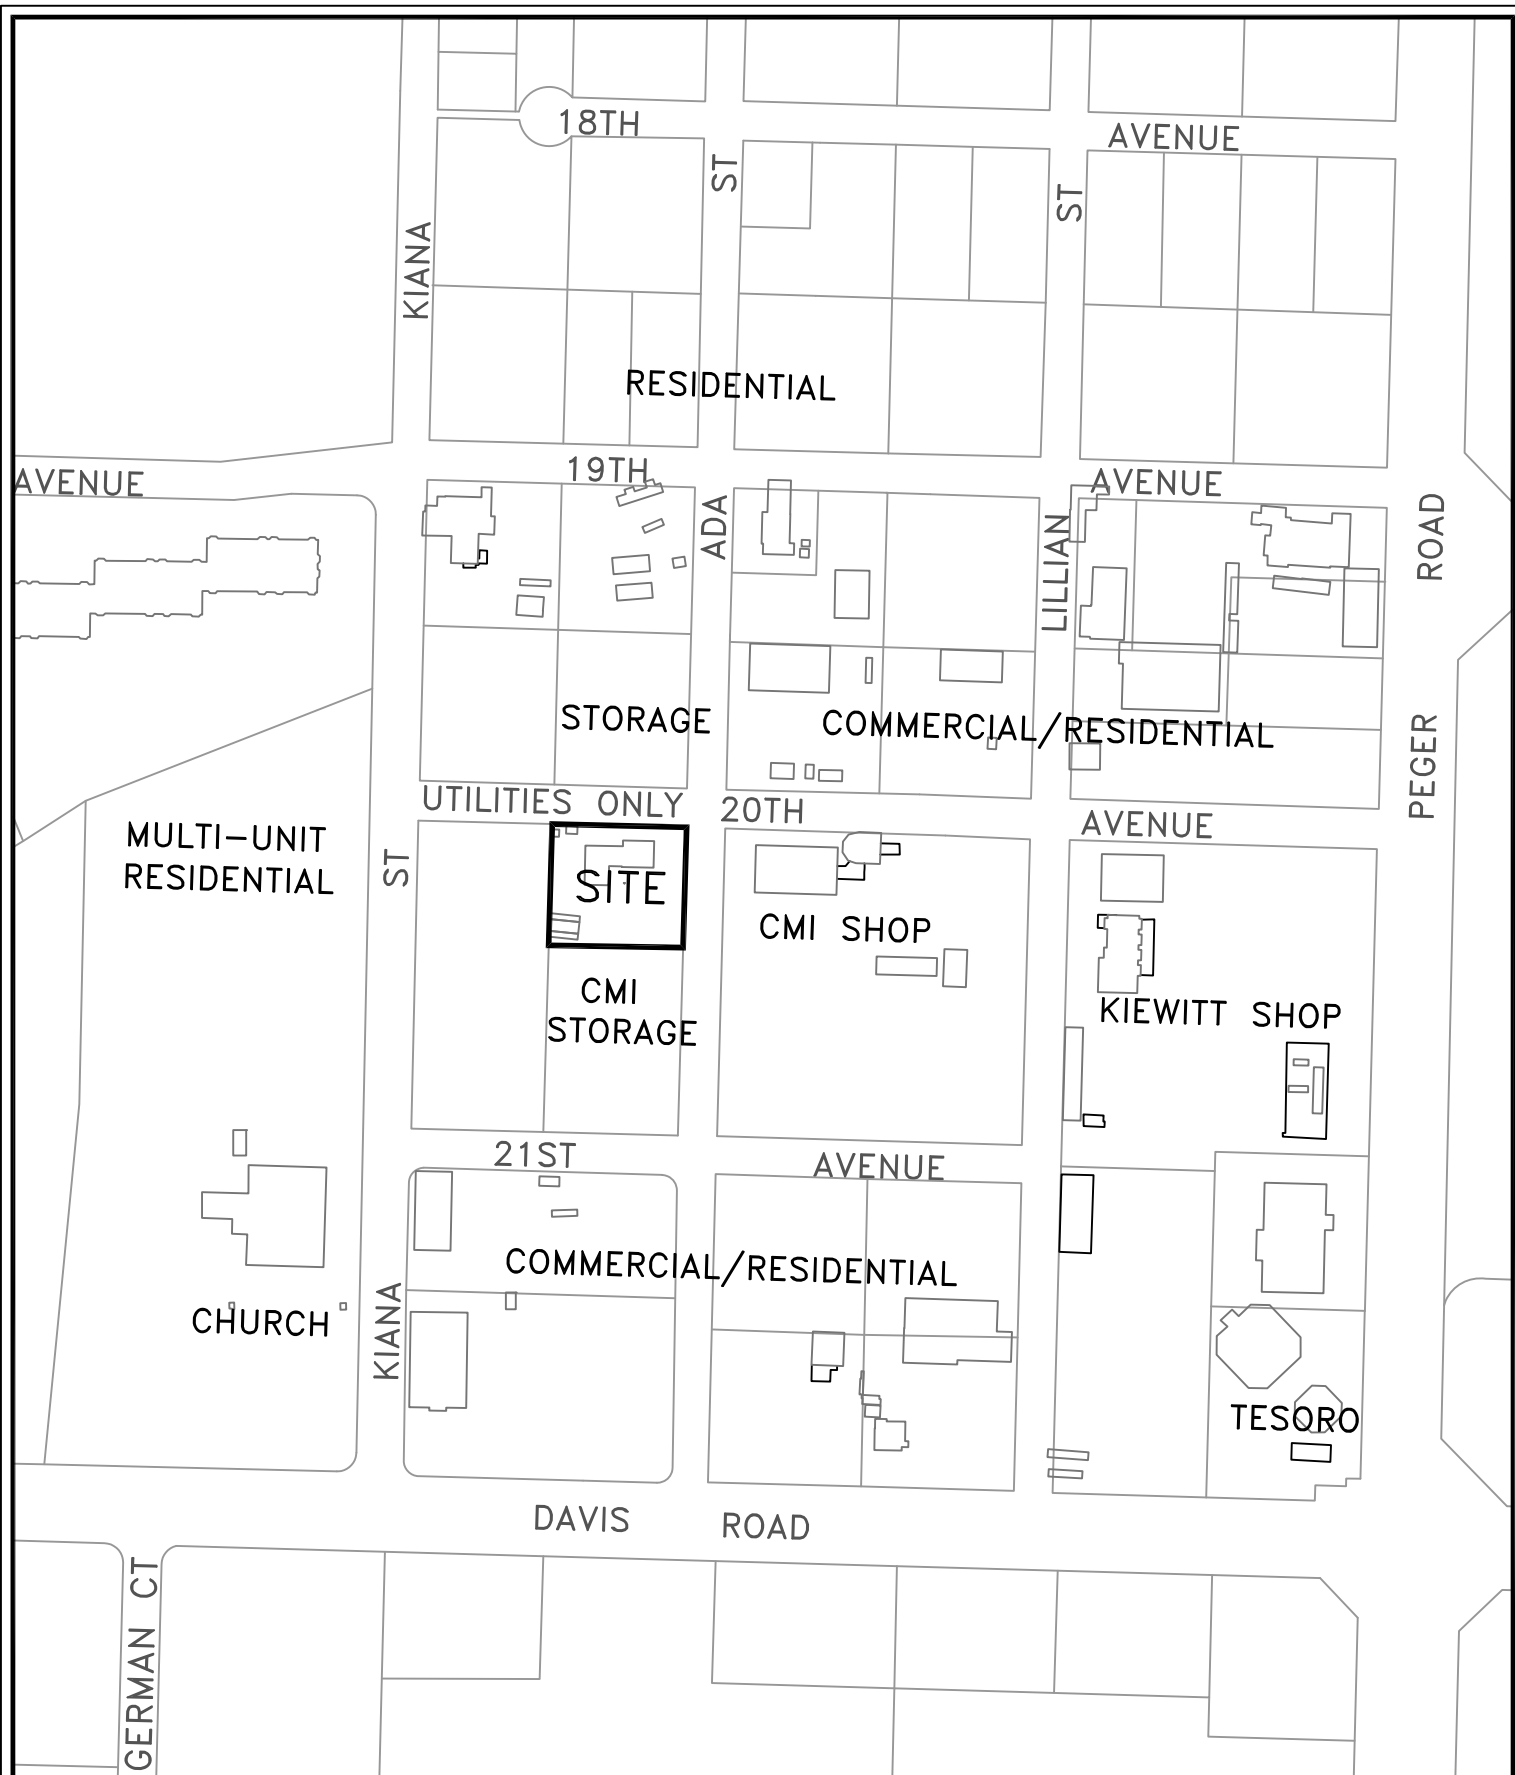 18TH AVENUE
ST
ST
KIANA
RESIDENTIAL
AVENUE
19TH
AVENUE
ADA
LILLIAN
ROAD
STORAGE
COMMERCIAL/RESIDENTIAL
PEGER
UTILITIES ONLY
20TH
AVENUE
MULTI-UNIT
RESIDENTIAL
ST
SITE
CMI SHOP
CMI
STORAGE
KIEWITT SHOP
21ST
AVENUE
COMMERCIAL/RESIDENTIAL
CHURCH
KIANA
TESORO
DAVIS ROAD
GERMAN CT